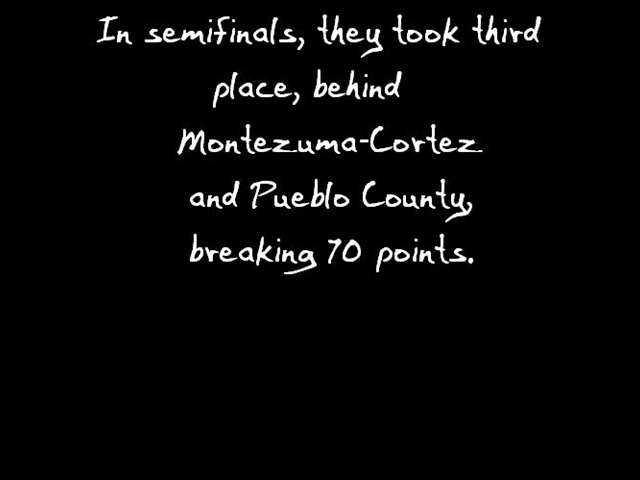 In semifinals, they took third
place, behind
Montezuma-Cortez
and Pueblo County,
breaking 70 points.